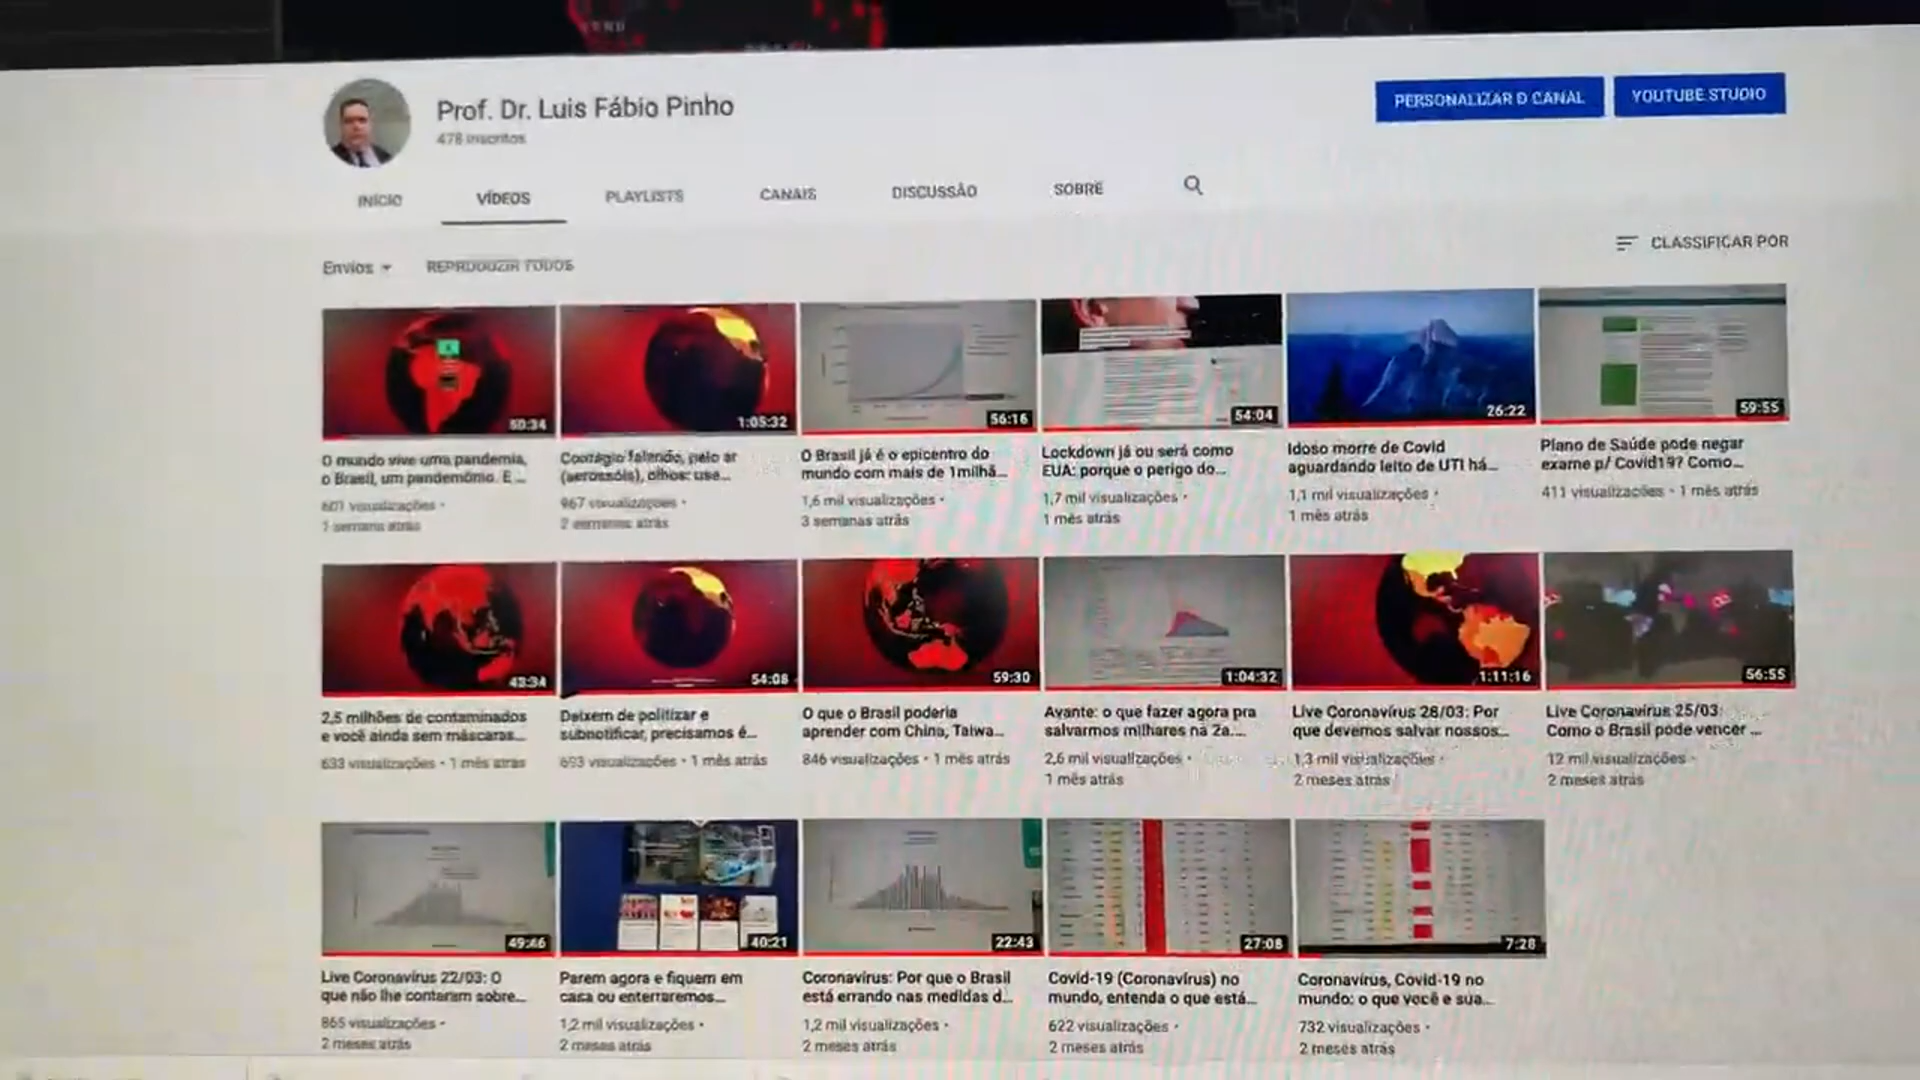 Prof. Dr. Luis Fábio Pinho
478 inscritos
PERSONALIZAR O CANAL
YOUTUBE STUDIO
INÍCIO
VÍDEOS
PLAYLISTS
CANAIS
DISCUSSÃO
SOBRE
Envios
REPRODUZIR TODOS
CLASSIFICAR POR
50:34
1:05:32
56:16
54:04
26:22
59:55
O mundo vive uma pandemia,
o Brasil, um pandemônio. E ...
601 visualizações •
1 semana atrás
Contágio falando, pelo ar
(aerossóis), olhos: use...
967 visualizações •
2 semanas atrás
O Brasil já é o epicentro do
mundo com mais de 1milhã...
1,6 mil visualizações •
3 semanas atrás
Lockdown já ou será como
EUA: porque o perigo do...
1,7 mil visualizações •
1 mês atrás
Idoso morre de Covid
aguardando leito de UTI há...
1,1 mil visualizações •
1 mês atrás
Plano de Saúde pode negar
exame p/ Covid19? Como...
411 visualizações • 1 mês atrás
43:34
54:08
59:30
1:04:32
1:11:16
56:55
2,5 milhões de contaminados
e você ainda sem máscaras...
633 visualizações • 1 mês atrás
Deixem de politizar e
subnotificar, precisamos é...
693 visualizações • 1 mês atrás
O que o Brasil poderia
aprender com China, Taiwa...
846 visualizações • 1 mês atrás
Avante: o que fazer agora pra
salvarmos milhares na 2a....
2,6 mil visualizações •
1 mês atrás
Live Coronavírus 28/03: Por
que devemos salvar nossos...
1,3 mil visualizações •
2 meses atrás
Live Coronavírus 25/03:
Como o Brasil pode vencer ...
12 mil visualizações •
2 meses atrás
49:46
40:21
22:43
27:08
7:28
Live Coronavírus 22/03: O
que não lhe contaram sobre...
865 visualizações •
2 meses atrás
Parem agora e fiquem em
casa ou enterraremos...
1,2 mil visualizações •
2 meses atrás
Coronavírus: Por que o Brasil
está errando nas medidas d...
1,2 mil visualizações •
2 meses atrás
Covid-19 (Coronavírus) no
mundo, entenda o que está...
622 visualizações •
2 meses atrás
Coronavírus, Covid-19 no
mundo: o que você e sua...
732 visualizações •
2 meses atrás